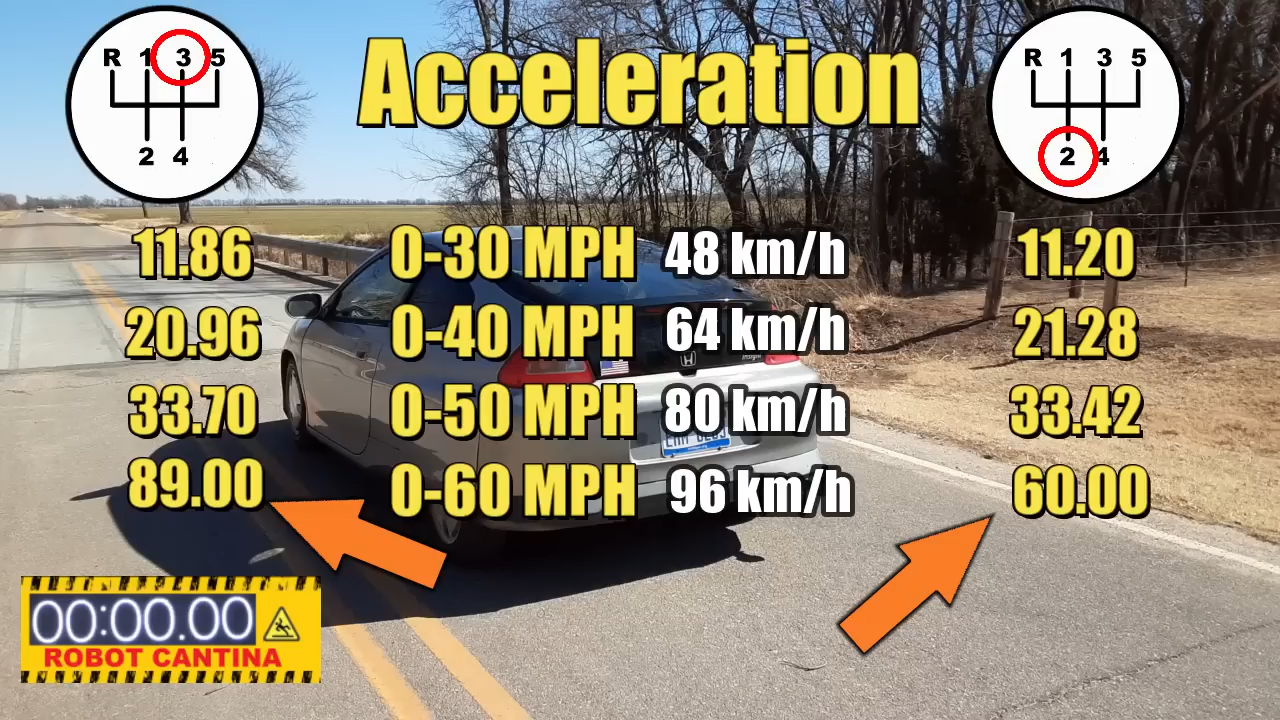 Acceleration
R 1 3 5
2 4
R 1 3 5
2 4
11.86 0-30 MPH 48 km/h 11.20
20.96 0-40 MPH 64 km/h 21.28
33.70 0-50 MPH 80 km/h 33.42
89.00 0-60 MPH 96 km/h 60.00
Insight
00:00.00
ROBOT CANTINA